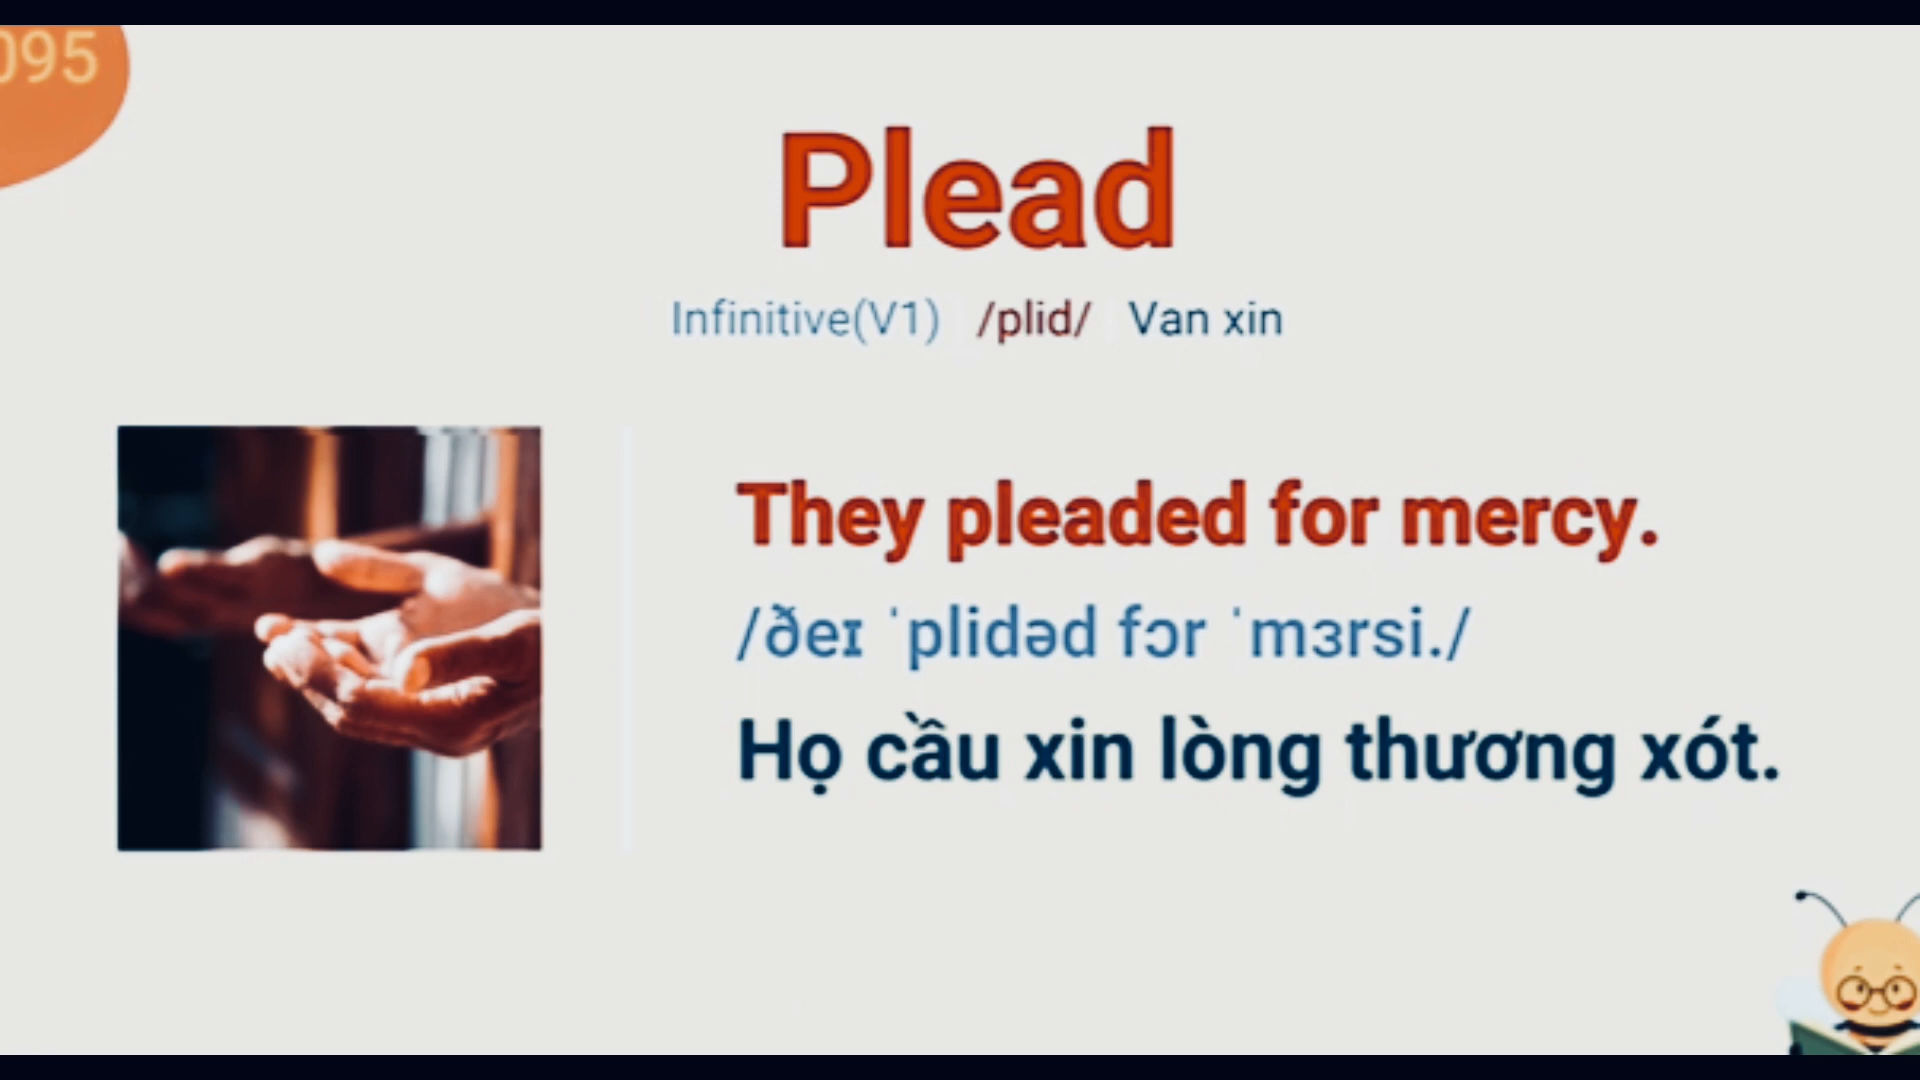 095
Plead
Infinitive(V1) /plid/ Van xin
They pleaded for mercy.
/ðeɪ ˈplidəd fɔr ˈmɜrsi./
Họ cầu xin lòng thương xót.